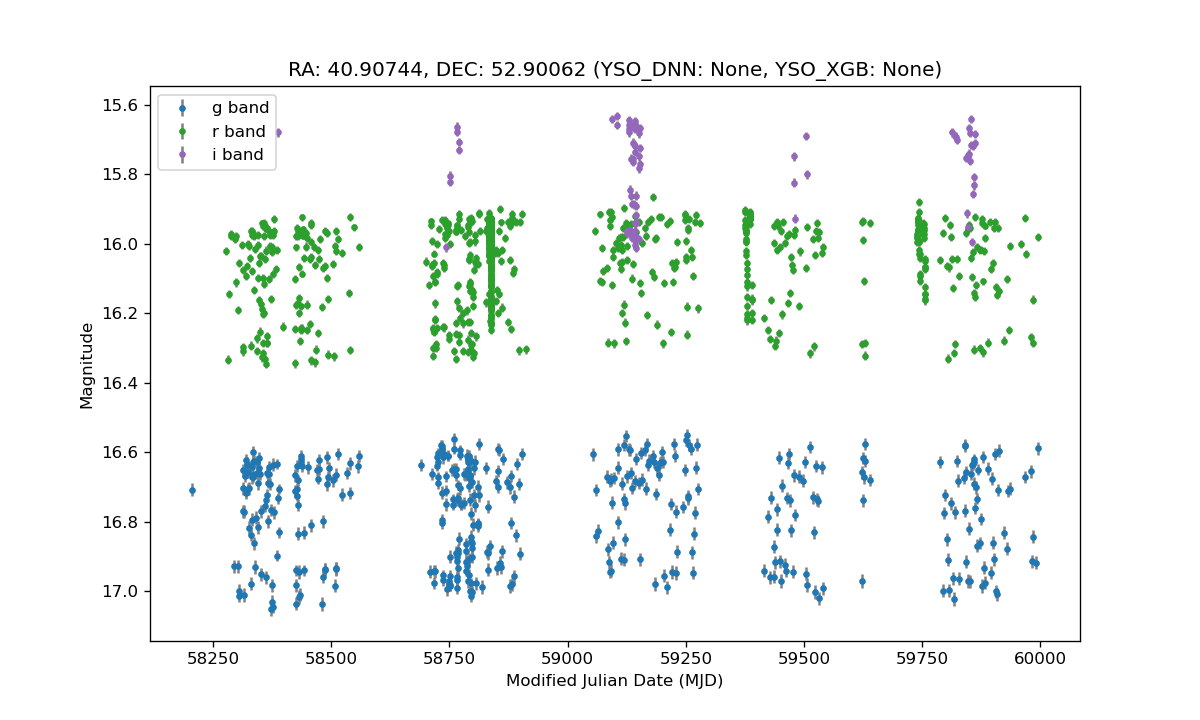 RA: 40.90744, DEC: 52.90062 (YSO_DNN: None, YSO_XGB: None)
g band
r band
i band
15.6
15.8
16.0
16.2
16.4
16.6
16.8
17.0
Magnitude
58250 58500 58750 59000 59250 59500 59750 60000
Modified Julian Date (MJD)